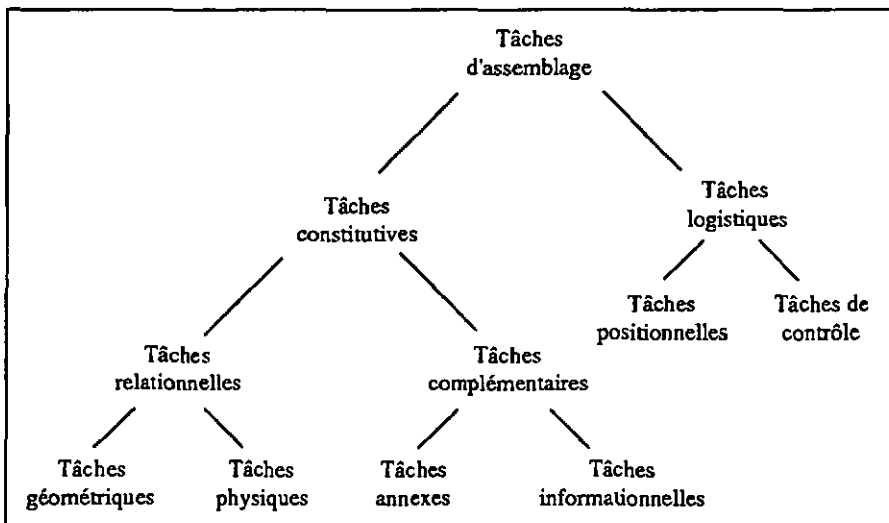 Tâches
d'assemblage
Tâches
constitutives
Tâches
logistiques
Tâches
positionnelles
Tâches de
contrôle
Tâches
relationnelles
Tâches
complémentaires
Tâches
géométriques
Tâches
physiques
Tâches
annexes
Tâches
informationnelles